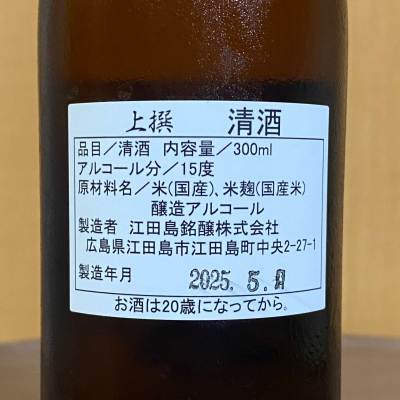 上撰 清酒
品目／清酒 内容量／300ml
アルコール分／15度
原材料名／米(国産)、米麹(国産米)
醸造アルコール
製造者 江田島銘醸株式会社
広島県江田島市江田島町中央2-27-1
製造年月 2025. 5.月
お酒は20歳になってから。